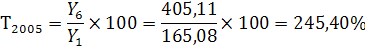 T₂₀₀₅ = Y₆/Y₁ × 100 = 405,11/165,08 × 100 = 245,40%